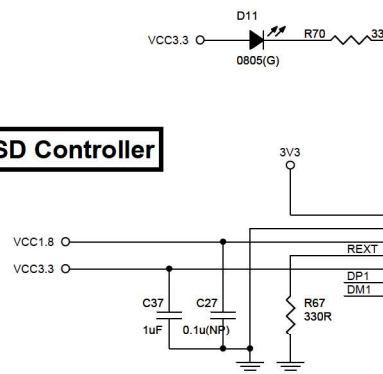 D11
VCC3.3
R70
33
0805(G)
SD Controller
3V3
VCC1.8
REXT
VCC3.3
DP1
DM1
C37
C27
R67
330R
1uF
0.1u(NP)